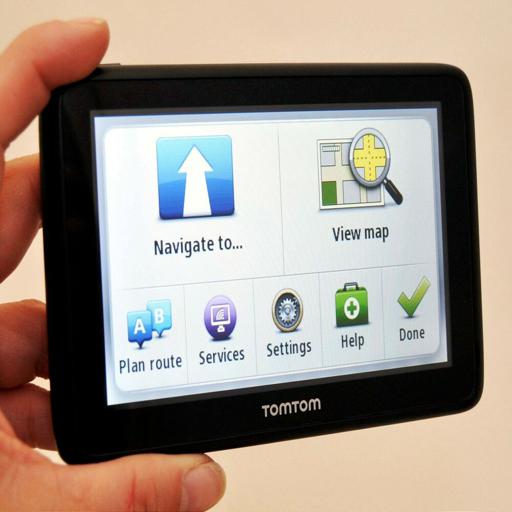 Navigate to...
View map
A B
Plan route
Services
Settings
Help
Done
TOMTOM